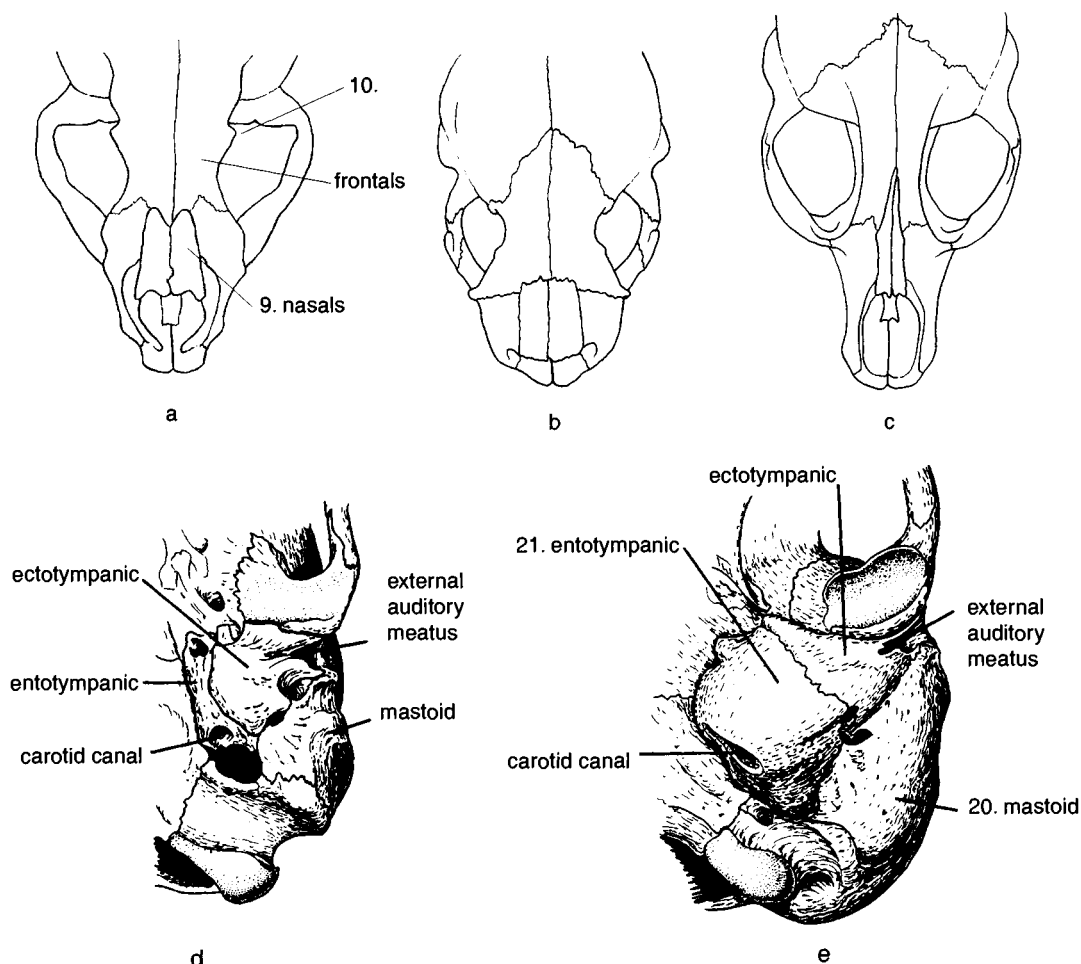 10.
frontals
9. nasals
a
b
c
ectotympanic
entotympanic
carotid canal
external
auditory
meatus
mastoid
d
ectotympanic
21. entotympanic
carotid canal
external
auditory
meatus
20. mastoid
e